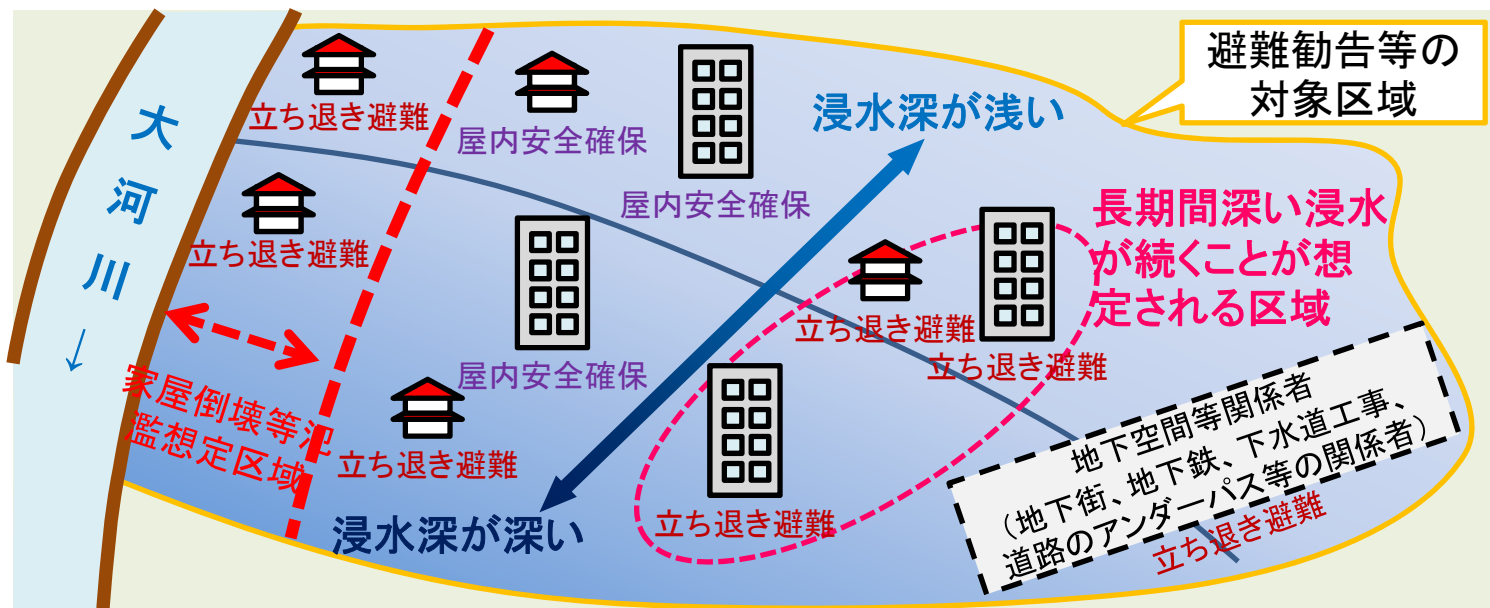 避難勧告等の
対象区域
大河川→
立ち退き避難
屋内安全確保
浸水深が浅い
屋内安全確保
立ち退き避難
長期間深い浸水
が続くことが想
定される区域
立ち退き避難
立ち退き避難
屋内安全確保
家屋倒壊等氾
濫想定区域
立ち退き避難
浸水深が深い
立ち退き避難
地下空間等関係者
（地下街、地下鉄、下水道工事、
道路のアンダーパス等の関係者）
立ち退き避難